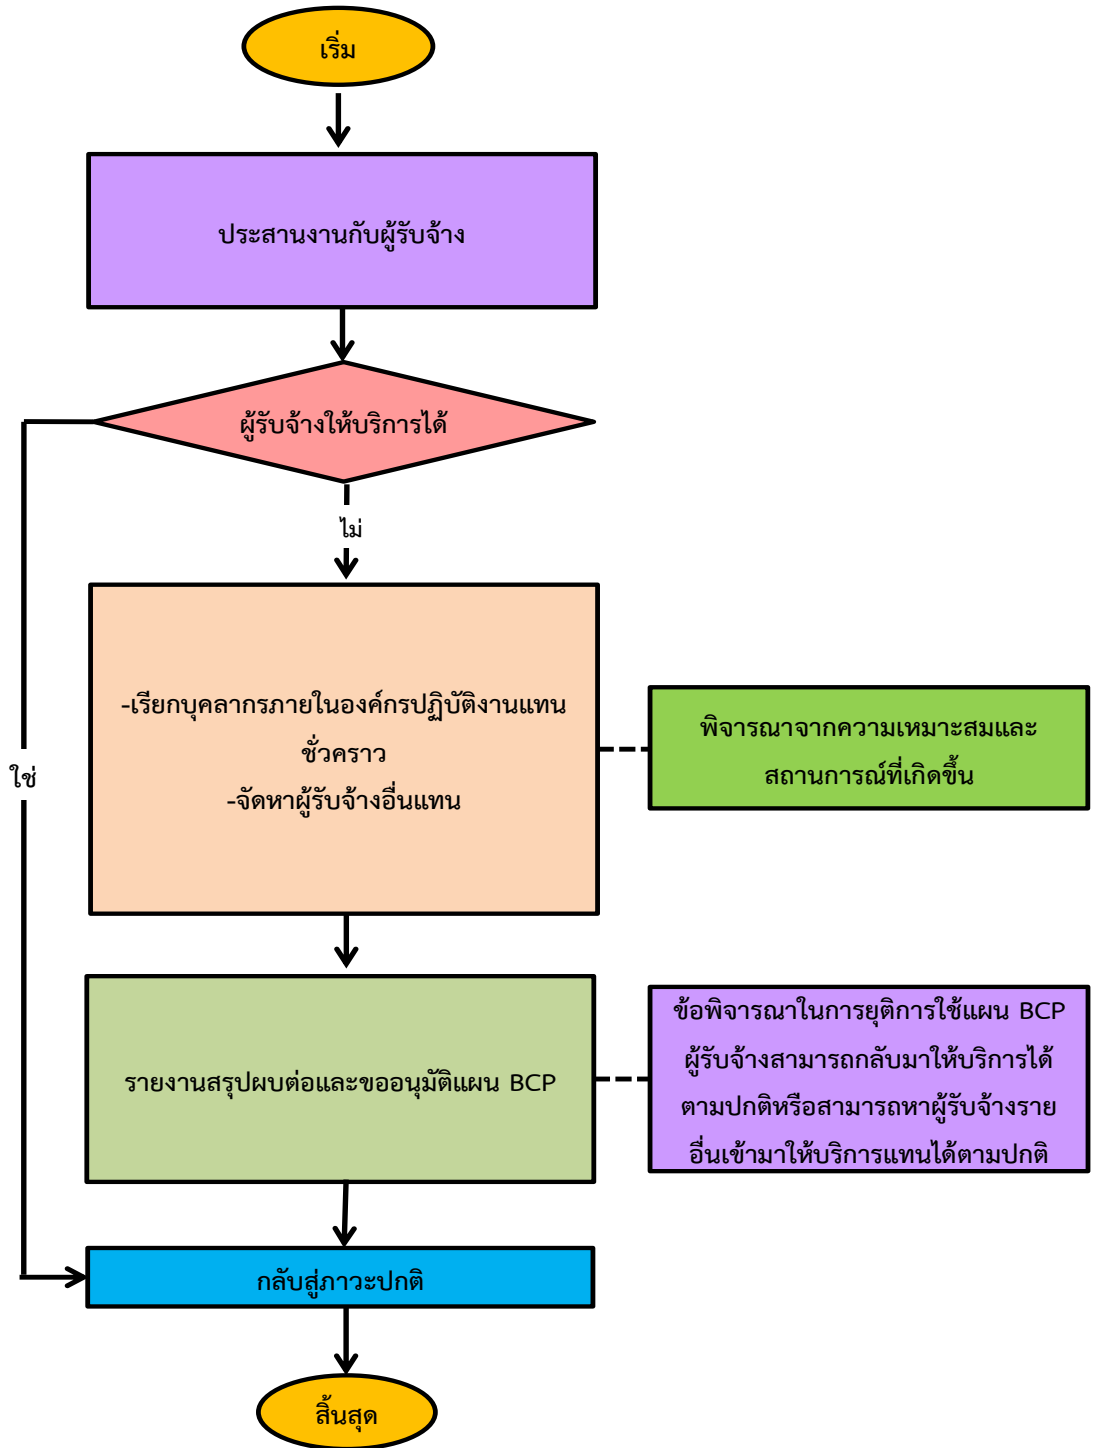 เริ่ม
ประสานงานกับผู้รับจ้าง
ผู้รับจ้างให้บริการได้
ไม่
ใช่
-เรียกบุคลากรภายในองค์กรปฏิบัติงานแทน
ชั่วคราว
-จัดหาผู้รับจ้างอื่นแทน
พิจารณาจากความเหมาะสมและ
สถานการณ์ที่เกิดขึ้น
รายงานสรุปผบต่อและขออนุมัติแผน BCP
ข้อพิจารณาในการยุติการใช้แผน BCP
ผู้รับจ้างสามารถกลับมาให้บริการได้
ตามปกติหรือสามารถหาผู้รับจ้างราย
อื่นเข้ามาให้บริการแทนได้ตามปกติ
กลับสู่ภาวะปกติ
สิ้นสุด